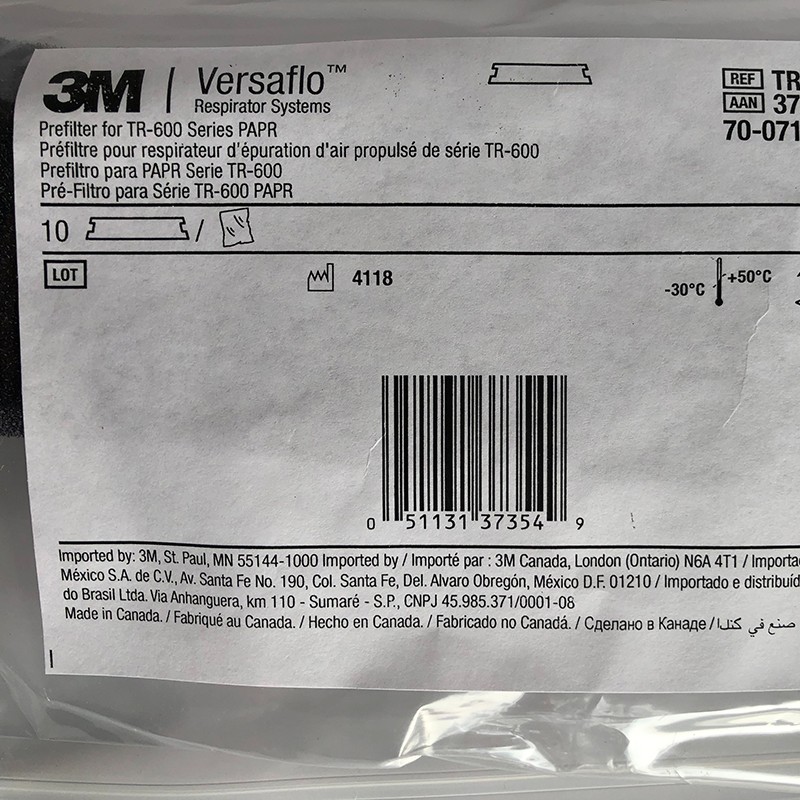 3M | Versaflo™
Respirator Systems
REF TR
AAN 37
70-071
Prefilter for TR-600 Series PAPR
Préfiltre pour respirateur d'épuration d'air propulsé de série TR-600
Prefiltro para PAPR Serie TR-600
Pré-Filtro para Série TR-600 PAPR
10 /
LOT
4118
-30°C +50°C
0 51131 37354 9
Imported by: 3M, St. Paul, MN 55144-1000 Imported by / Importé par : 3M Canada, London (Ontario) N6A 4T1 / Importa
México S.A. de C.V., Av. Santa Fe No. 190, Col. Santa Fe, Del. Alvaro Obregón, México D.F. 01210 / Importado e distribuíd
do Brasil Ltda. Via Anhanguera, km 110 - Sumaré - S.P., CNPJ 45.985.371/0001-08
Made in Canada. / Fabriqué au Canada. / Hecho en Canada. / Fabricado no Canadá. / Сделано в Канаде / صنع في كندا